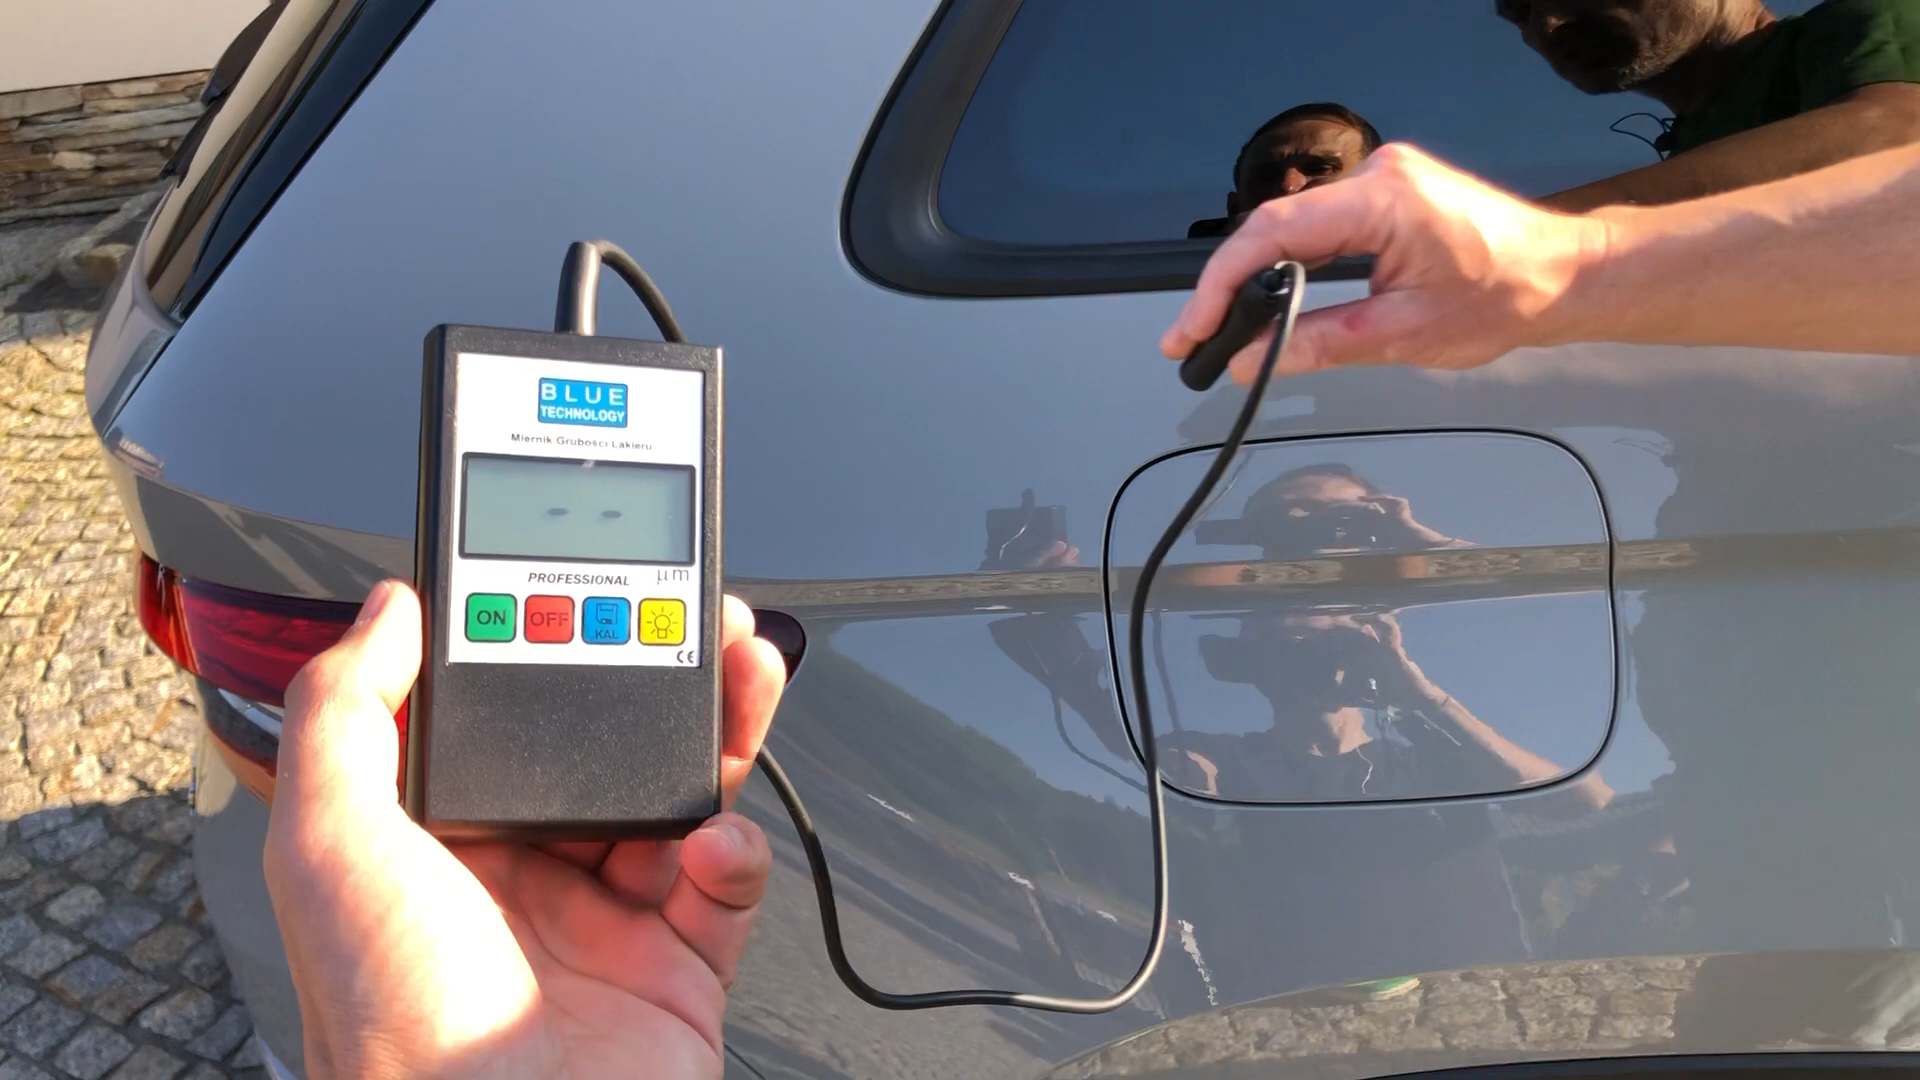 BLUE
TECHNOLOGY
Miernik Grubości Lakieru
- -
PROFESSIONAL µm
ON OFF KAL
CE